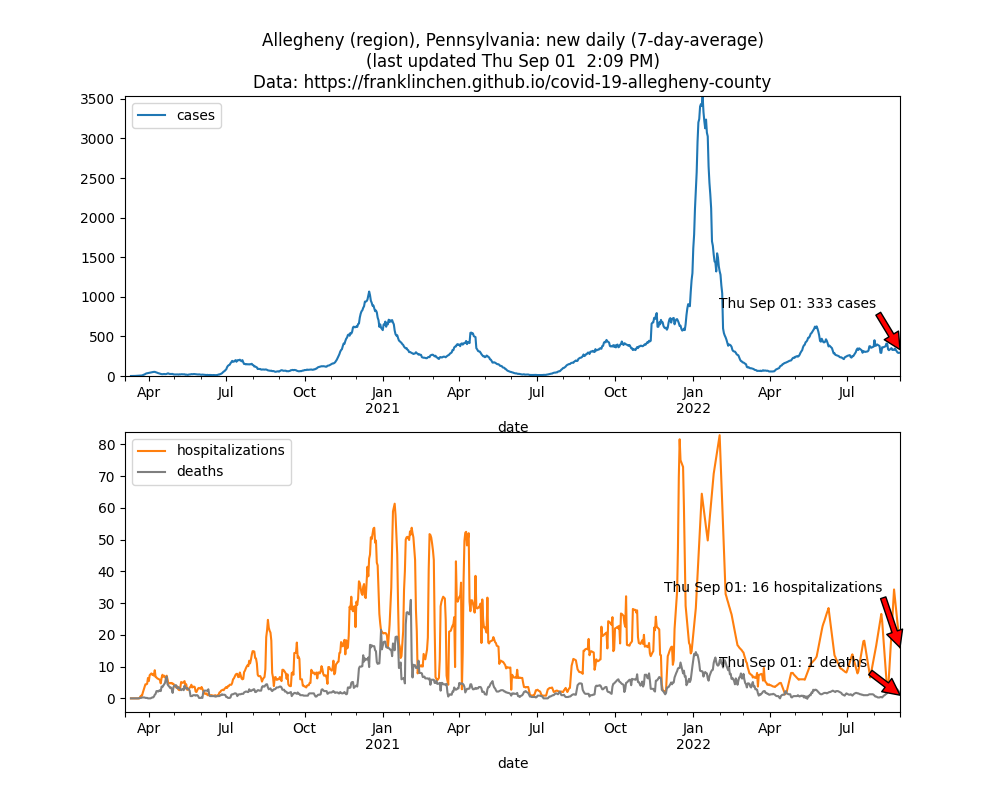 Allegheny (region), Pennsylvania: new daily (7-day-average)
(last updated Thu Sep 01  2:09 PM)
Data: https://franklinchen.github.io/covid-19-allegheny-county
3500
3000
2500
2000
1500
1000
500
0
cases
Thu Sep 01: 333 cases
Apr Jul Oct Jan Apr Jul Oct Jan Apr Jul
2021 2022
date
80
70
60
50
40
30
20
10
0
hospitalizations
deaths
Thu Sep 01: 16 hospitalizations
Thu Sep 01: 1 deaths
Apr Jul Oct Jan Apr Jul Oct Jan Apr Jul
2021 2022
date